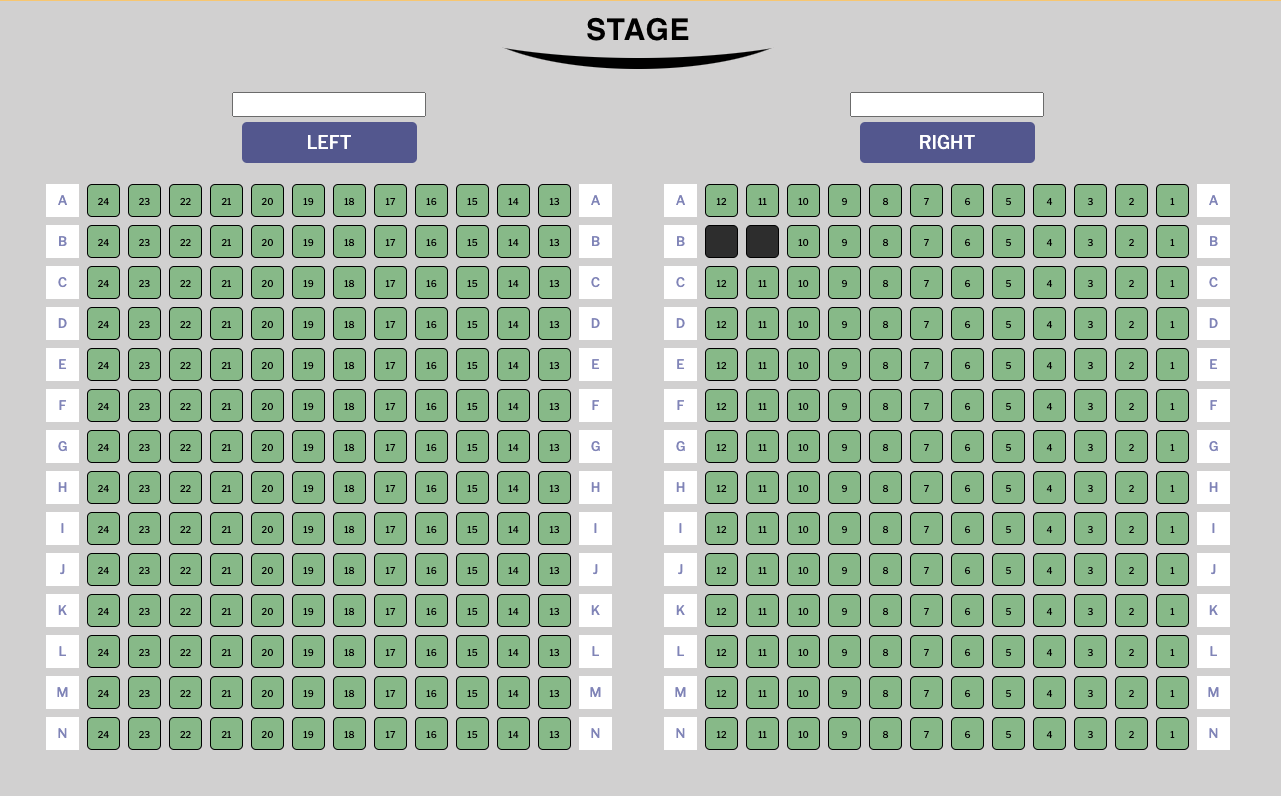 STAGE
LEFT RIGHT
A 24 23 22 21 20 19 18 17 16 15 14 13 A A 12 11 10 9 8 7 6 5 4 3 2 1 A
B 24 23 22 21 20 19 18 17 16 15 14 13 B B 10 9 8 7 6 5 4 3 2 1 B
C 24 23 22 21 20 19 18 17 16 15 14 13 C C 12 11 10 9 8 7 6 5 4 3 2 1 C
D 24 23 22 21 20 19 18 17 16 15 14 13 D D 12 11 10 9 8 7 6 5 4 3 2 1 D
E 24 23 22 21 20 19 18 17 16 15 14 13 E E 12 11 10 9 8 7 6 5 4 3 2 1 E
F 24 23 22 21 20 19 18 17 16 15 14 13 F F 12 11 10 9 8 7 6 5 4 3 2 1 F
G 24 23 22 21 20 19 18 17 16 15 14 13 G G 12 11 10 9 8 7 6 5 4 3 2 1 G
H 24 23 22 21 20 19 18 17 16 15 14 13 H H 12 11 10 9 8 7 6 5 4 3 2 1 H
I 24 23 22 21 20 19 18 17 16 15 14 13 I I 12 11 10 9 8 7 6 5 4 3 2 1 I
J 24 23 22 21 20 19 18 17 16 15 14 13 J J 12 11 10 9 8 7 6 5 4 3 2 1 J
K 24 23 22 21 20 19 18 17 16 15 14 13 K K 12 11 10 9 8 7 6 5 4 3 2 1 K
L 24 23 22 21 20 19 18 17 16 15 14 13 L L 12 11 10 9 8 7 6 5 4 3 2 1 L
M 24 23 22 21 20 19 18 17 16 15 14 13 M M 12 11 10 9 8 7 6 5 4 3 2 1 M
N 24 23 22 21 20 19 18 17 16 15 14 13 N N 12 11 10 9 8 7 6 5 4 3 2 1 N